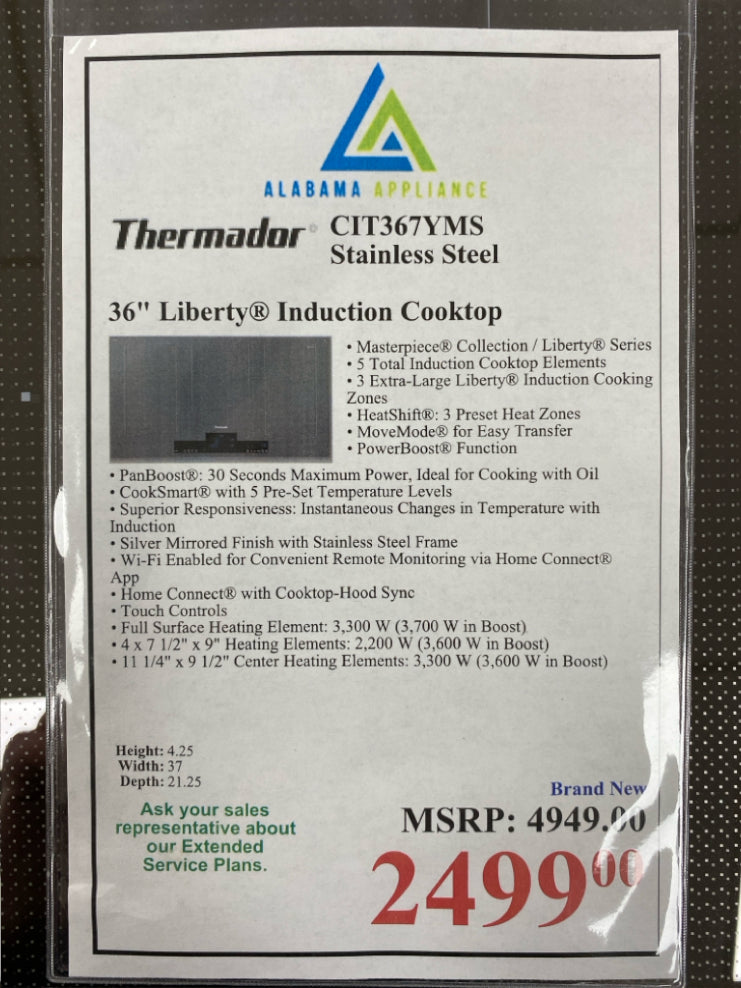 ALABAMA APPLIANCE
Thermador® CIT367YMS
Stainless Steel
36" Liberty® Induction Cooktop
• Masterpiece® Collection / Liberty® Series
• 5 Total Induction Cooktop Elements
• 3 Extra-Large Liberty® Induction Cooking
Zones
• HeatShift®: 3 Preset Heat Zones
• MoveMode® for Easy Transfer
• PowerBoost® Function
• PanBoost®: 30 Seconds Maximum Power, Ideal for Cooking with Oil
• CookSmart® with 5 Pre-Set Temperature Levels
• Superior Responsiveness: Instantaneous Changes in Temperature with
Induction
• Silver Mirrored Finish with Stainless Steel Frame
• Wi-Fi Enabled for Convenient Remote Monitoring via Home Connect®
App
• Home Connect® with Cooktop-Hood Sync
• Touch Controls
• Full Surface Heating Element: 3,300 W (3,700 W in Boost)
• 4 x 7 1/2" x 9" Heating Elements: 2,200 W (3,600 W in Boost)
• 11 1/4" x 9 1/2" Center Heating Elements: 3,300 W (3,600 W in Boost)
Height: 4.25
Width: 37
Depth: 21.25
Ask your sales
representative about
our Extended
Service Plans.
Brand New
MSRP: 4949.00
249900